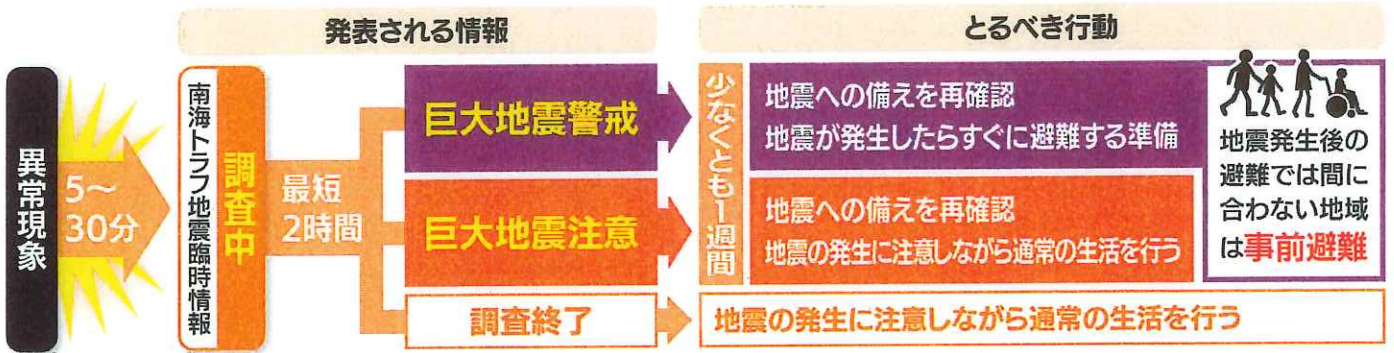 発表される情報
とるべき行動
異常現象
5〜
30分
南海トラフ地震臨時情報
調査中
最短
2時間
巨大地震警戒
巨大地震注意
調査終了
少なくとも1週間
地震への備えを再確認
地震が発生したらすぐに避難する準備
地震への備えを再確認
地震の発生に注意しながら通常の生活を行う
地震発生後の
避難では間に
合わない地域
は事前避難
地震の発生に注意しながら通常の生活を行う